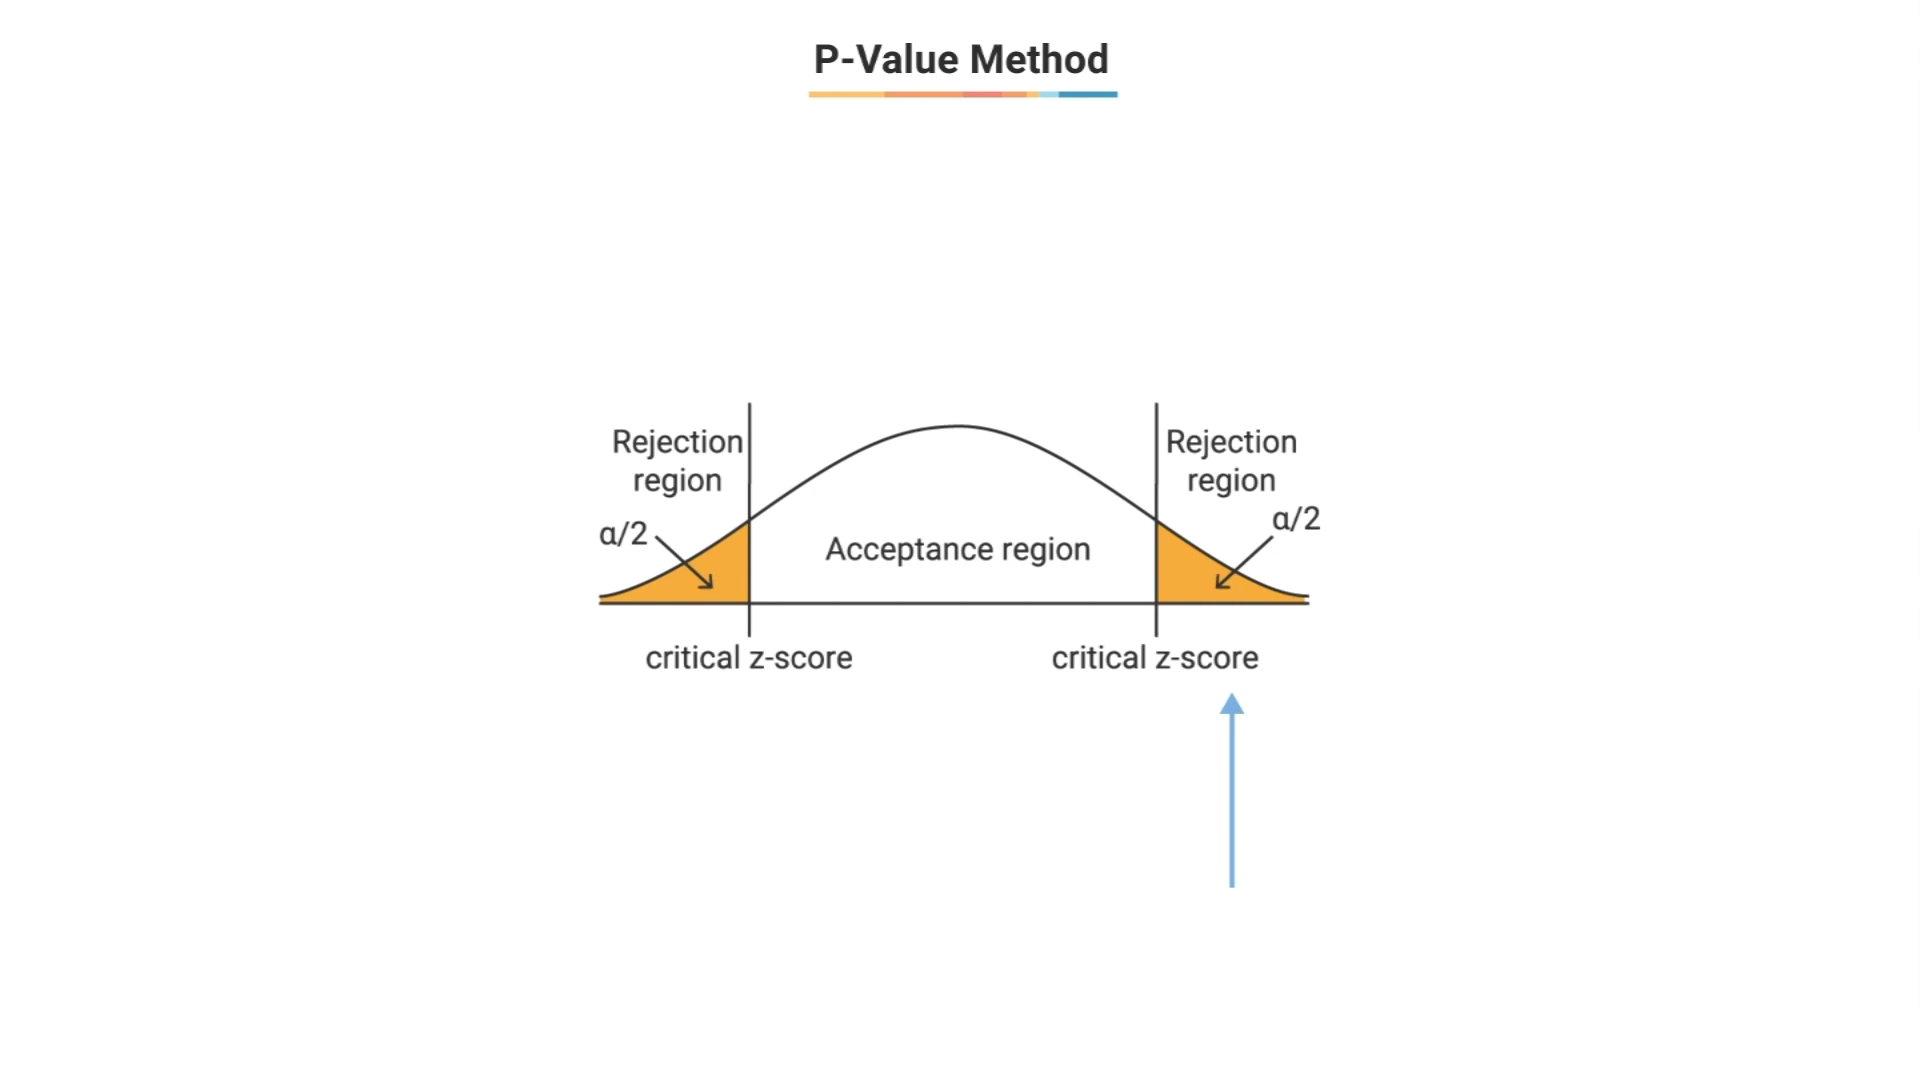 P-Value Method
Rejection
region
Rejection
region
α/2
α/2
Acceptance region
critical z-score
critical z-score